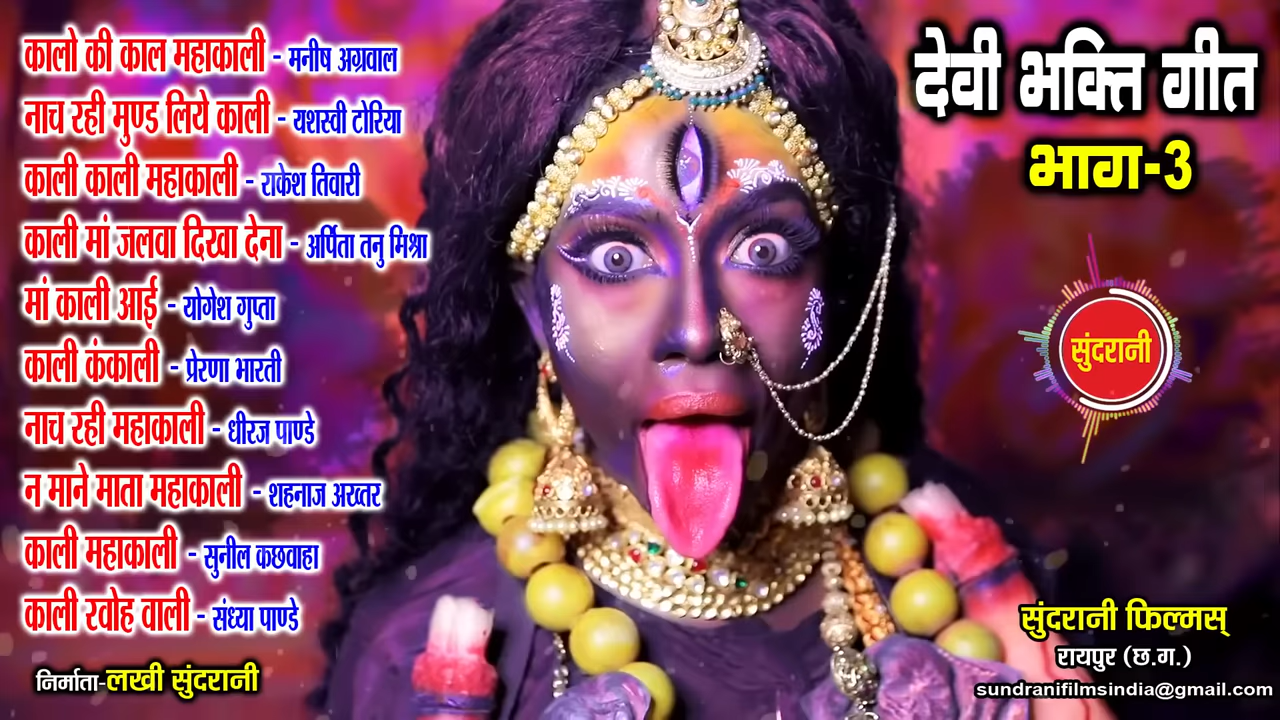 कालो की काल महाकाली - मनीष अग्रवाल
नाच रही मुण्ड लिये काली - यशस्वी टोरिया
काली काली महाकाली - राकेश तिवारी
काली मां जलवा दिखा देना - अर्पिता तनु मिश्रा
मां काली आई - योगेश गुप्ता
काली कंकाली - प्रेरणा भारती
नाच रही महाकाली - धीरज पाण्डे
न माने माता महाकाली - शहनाज अख्तर
काली महाकाली - सुनील कछवाहा
काली खोह वाली - संध्या पाण्डे
निर्माता-लखी सुंदरानी
देवी भक्ति गीत
भाग-3
सुंदरानी
सुंदरानी फिल्मस्
रायपुर (छ.ग.)
sundranifilmsindia@gmail.com